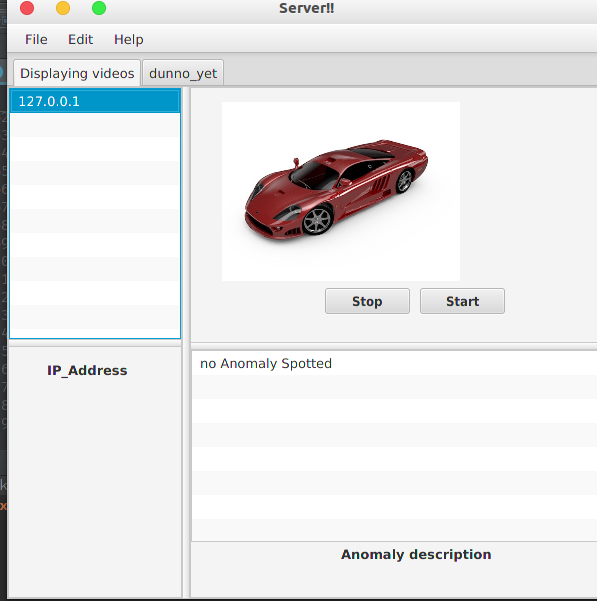 Server!!
File Edit Help
Displaying videos dunno_yet
127.0.0.1
Stop Start
no Anomaly Spotted
IP_Address
Anomaly description